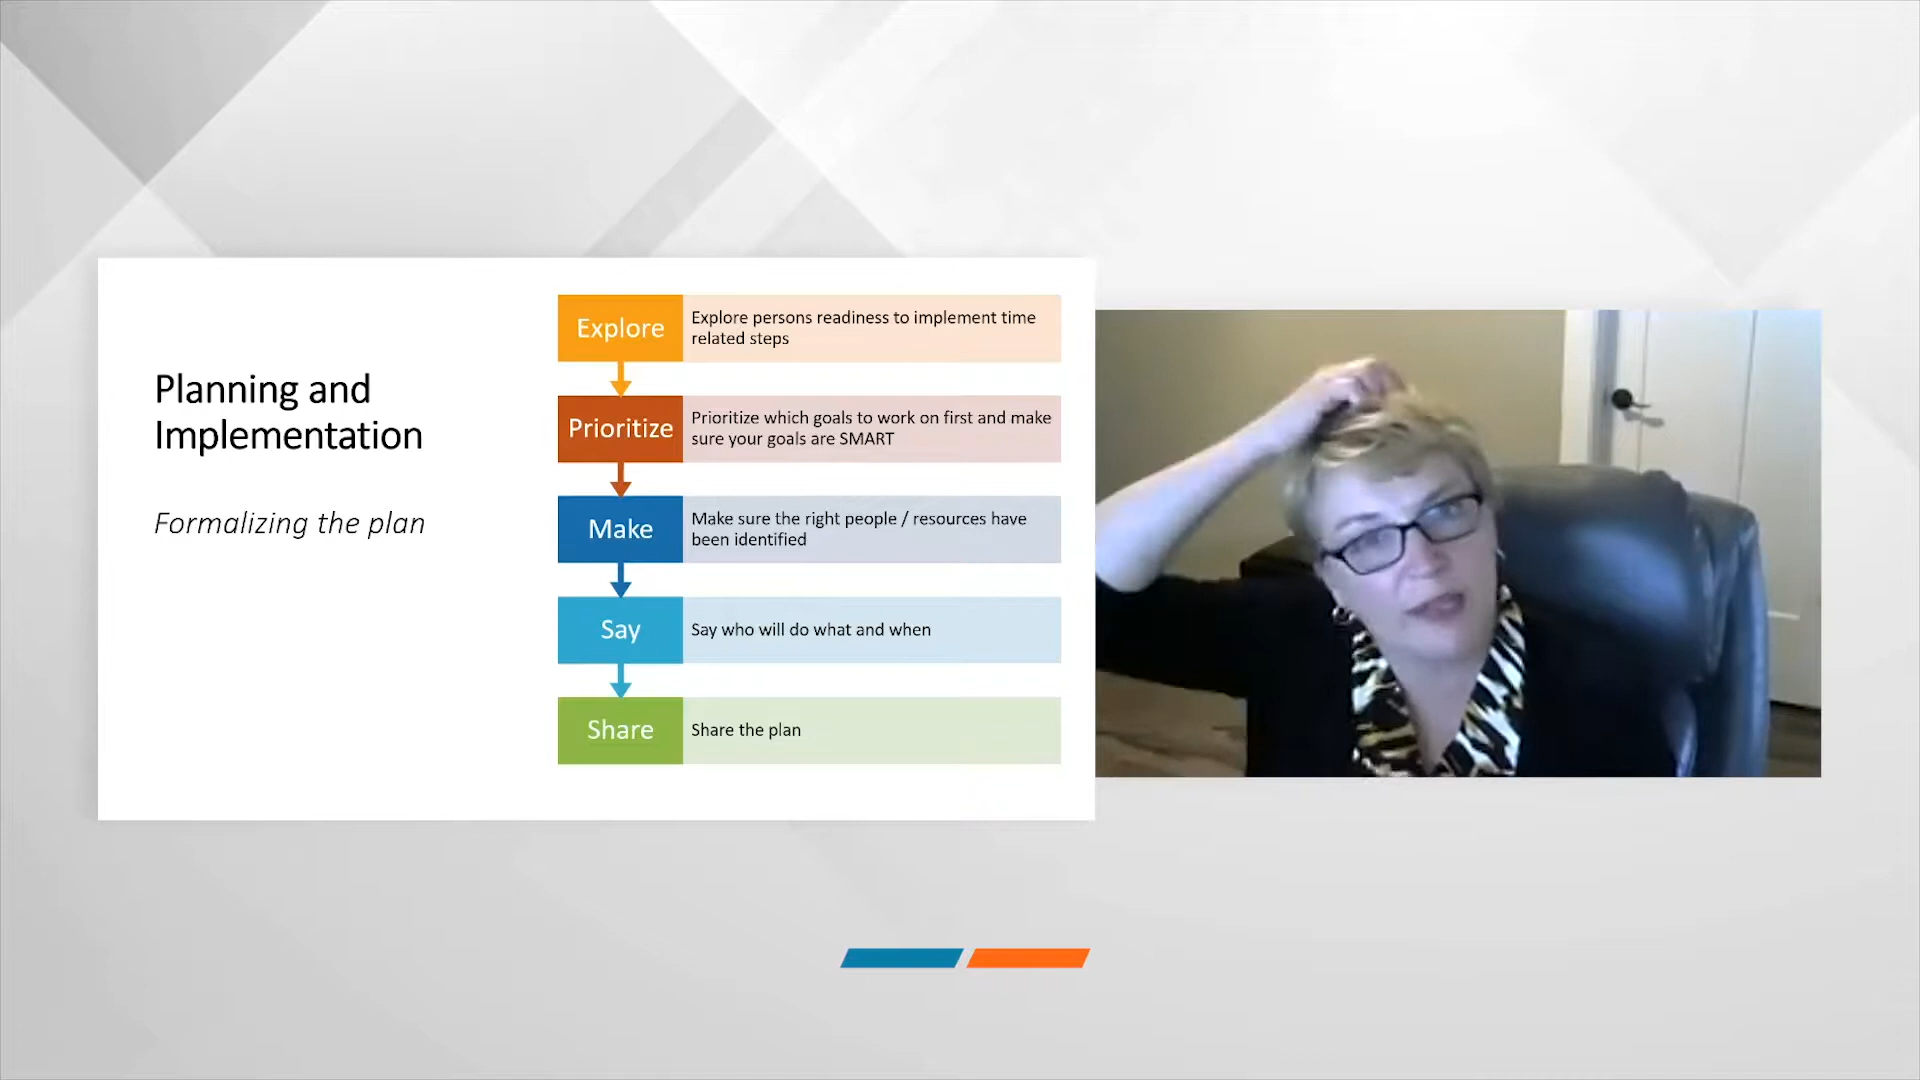 Planning and
Implementation
Formalizing the plan
Explore
Explore persons readiness to implement time
related steps
Prioritize
Prioritize which goals to work on first and make
sure your goals are SMART
Make
Make sure the right people / resources have
been identified
Say
Say who will do what and when
Share
Share the plan